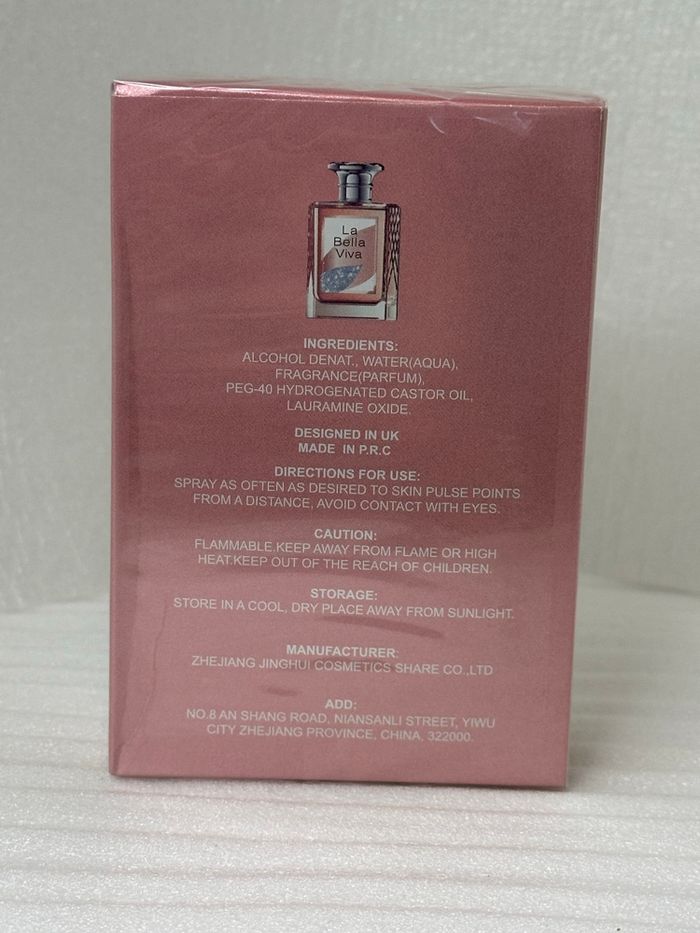 La
Bella
Viva
INGREDIENTS:
ALCOHOL DENAT., WATER(AQUA),
FRAGRANCE(PARFUM),
PEG-40 HYDROGENATED CASTOR OIL,
LAURAMINE OXIDE.
DESIGNED IN UK
MADE IN P.R.C
DIRECTIONS FOR USE:
SPRAY AS OFTEN AS DESIRED TO SKIN PULSE POINTS
FROM A DISTANCE, AVOID CONTACT WITH EYES.
CAUTION:
FLAMMABLE.KEEP AWAY FROM FLAME OR HIGH
HEAT.KEEP OUT OF THE REACH OF CHILDREN.
STORAGE:
STORE IN A COOL, DRY PLACE AWAY FROM SUNLIGHT.
MANUFACTURER:
ZHEJIANG JINGHUI COSMETICS SHARE CO.,LTD
ADD:
NO.8 AN SHANG ROAD, NIANSANLI STREET, YIWU
CITY ZHEJIANG PROVINCE, CHINA, 322000.